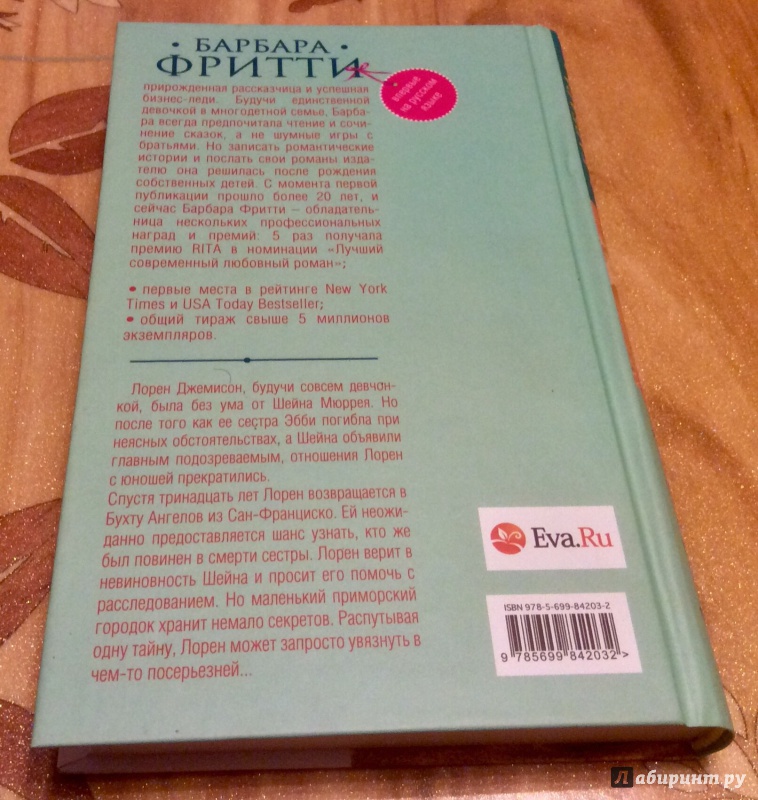 • БАРБАРА •
ФРИТТИ
• впервые
на русском
языке
прирожденная рассказчица и успешная
бизнес-леди. Будучи единственной
девочкой в многодетной семье, Барба-
ра всегда предпочитала чтение и сочи-
нение сказок, а не шумные игры с
братьями. Но записать романтические
истории и послать свои романы изда-
телю она решилась после рождения
собственных детей. С момента первой
публикации прошло более 20 лет, и
сейчас Барбара Фритти – обладатель-
ница нескольких профессиональных
наград и премий: 5 раз получала
премию RITA в номинации «Лучший
современный любовный роман»;
• первые места в рейтинге New York
Times и USA Today Bestseller;
• общий тираж свыше 5 миллионов
экземпляров.
Лорен Джемисон, будучи совсем девчон-
кой, была без ума от Шейна Мюррея. Но
после того как ее сестра Эбби погибла при
неясных обстоятельствах, а Шейна объявили
главным подозреваемым, отношения Лорен
с юношей прекратились.
Спустя тринадцать лет Лорен возвращается в
Бухту Ангелов из Сан-Франциско. Ей неожи-
данно предоставляется шанс узнать, кто же
был повинен в смерти сестры. Лорен верит в
невиновность Шейна и просит его помочь с
расследованием. Но маленький приморский
городок хранит немало секретов. Распутывая
одну тайну, Лорен может запросто увязнуть в
чем-то посерьезней...
Eva.Ru
ISBN 978-5-699-84203-2
9 785699 842032 >
Лабиринт.ру